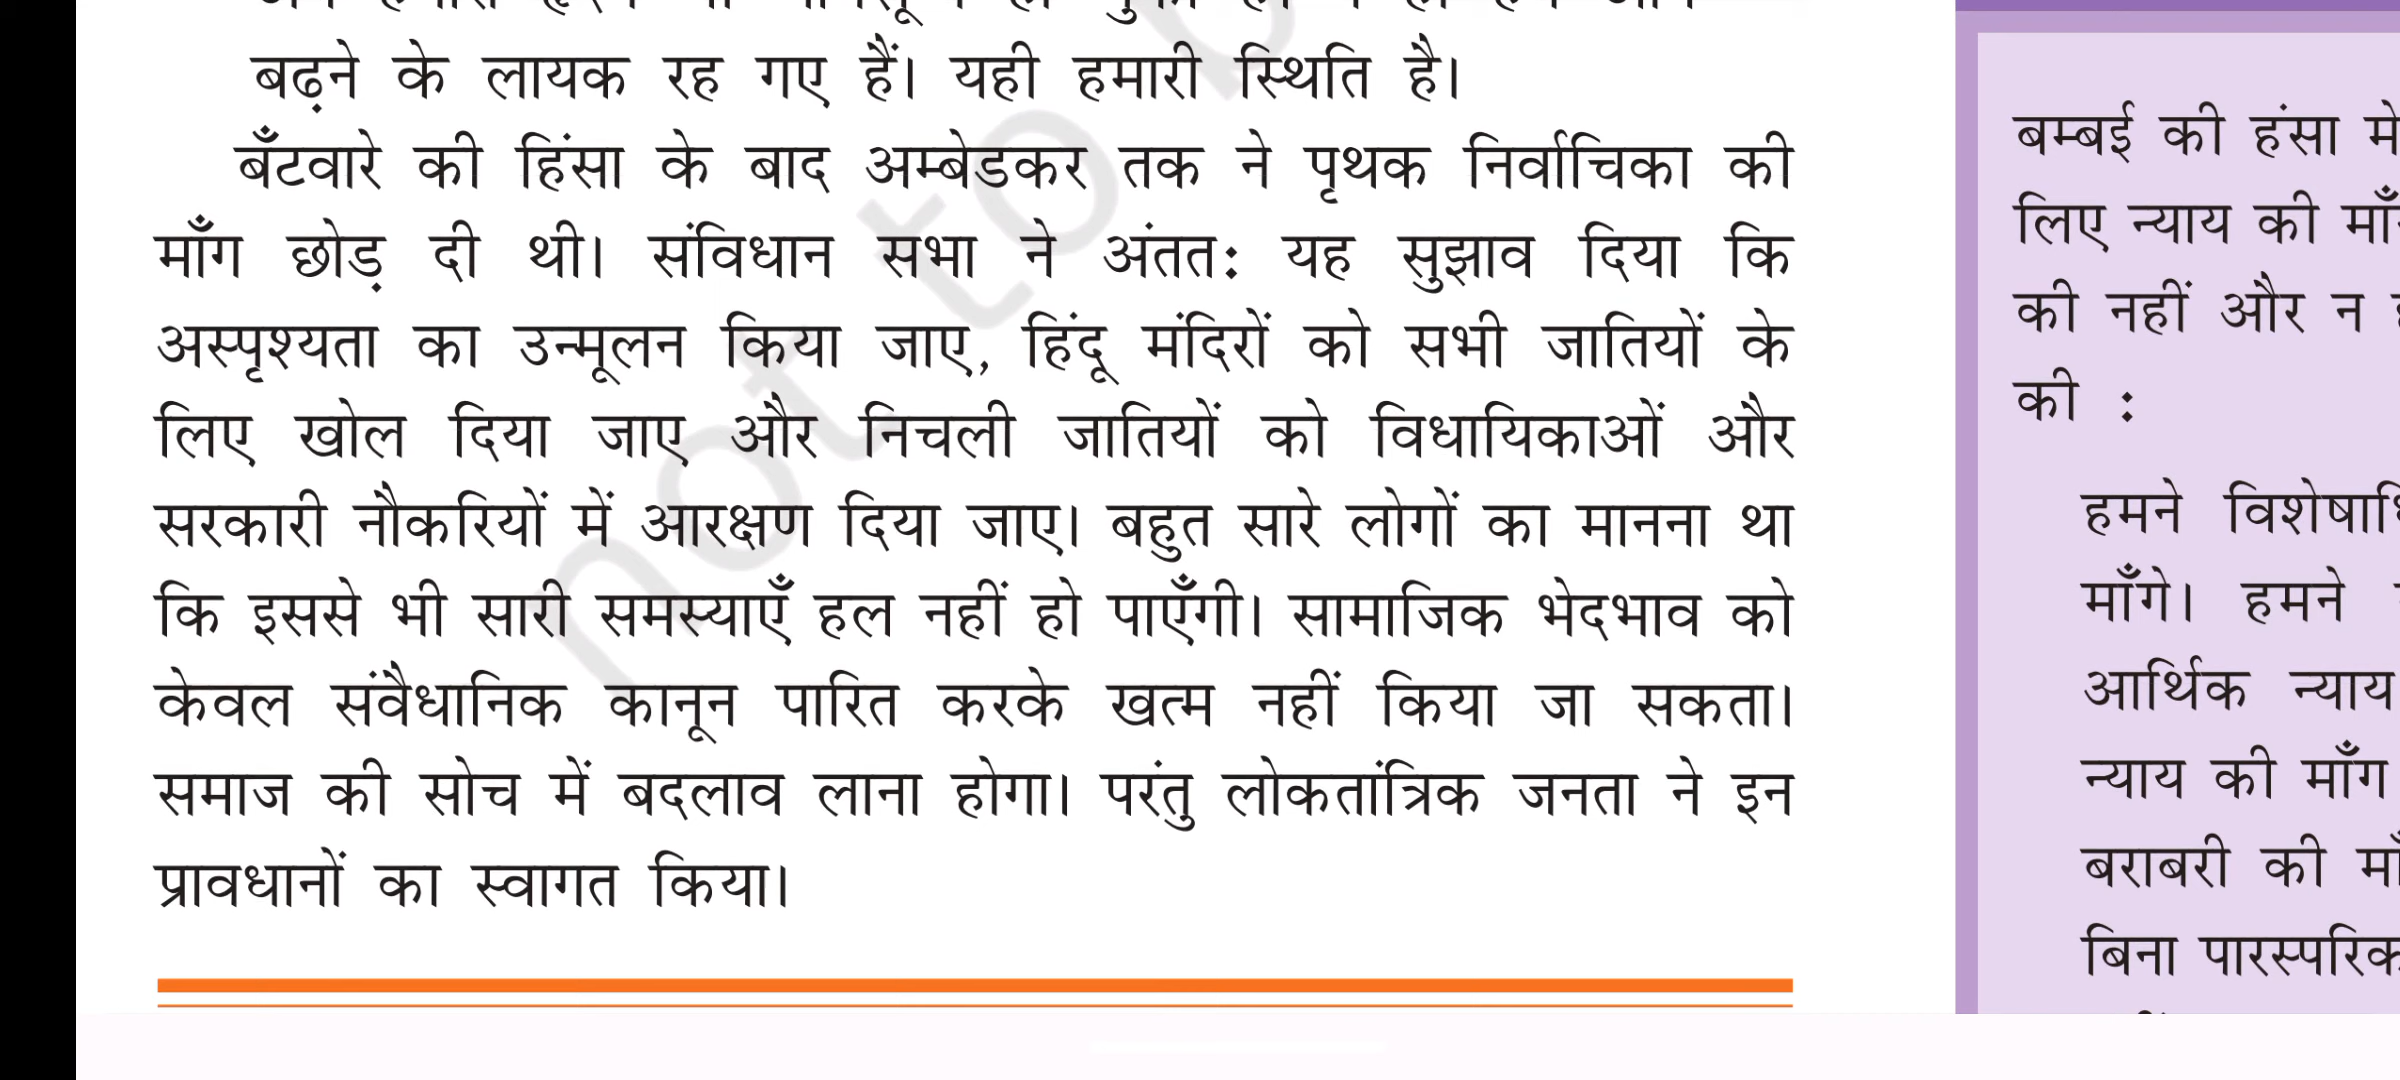 बढ़ने के लायक रह गए हैं। यही हमारी स्थिति है।
बँटवारे की हिंसा के बाद अम्बेडकर तक ने पृथक निर्वाचिका की
माँग छोड़ दी थी। संविधान सभा ने अंततः यह सुझाव दिया कि
अस्पृश्यता का उन्मूलन किया जाए, हिंदू मंदिरों को सभी जातियों के
लिए खोल दिया जाए और निचली जातियों को विधायिकाओं और
सरकारी नौकरियों में आरक्षण दिया जाए। बहुत सारे लोगों का मानना था
कि इससे भी सारी समस्याएँ हल नहीं हो पाएँगी। सामाजिक भेदभाव को
केवल संवैधानिक कानून पारित करके खत्म नहीं किया जा सकता।
समाज की सोच में बदलाव लाना होगा। परंतु लोकतांत्रिक जनता ने इन
प्रावधानों का स्वागत किया।
not to
बम्बई की हंसा
लिए न्याय की
की नहीं और न
की :
हमने
माँगे। हमने
आर्थिक न्याय
न्याय की माँग
बराबरी की
बिना